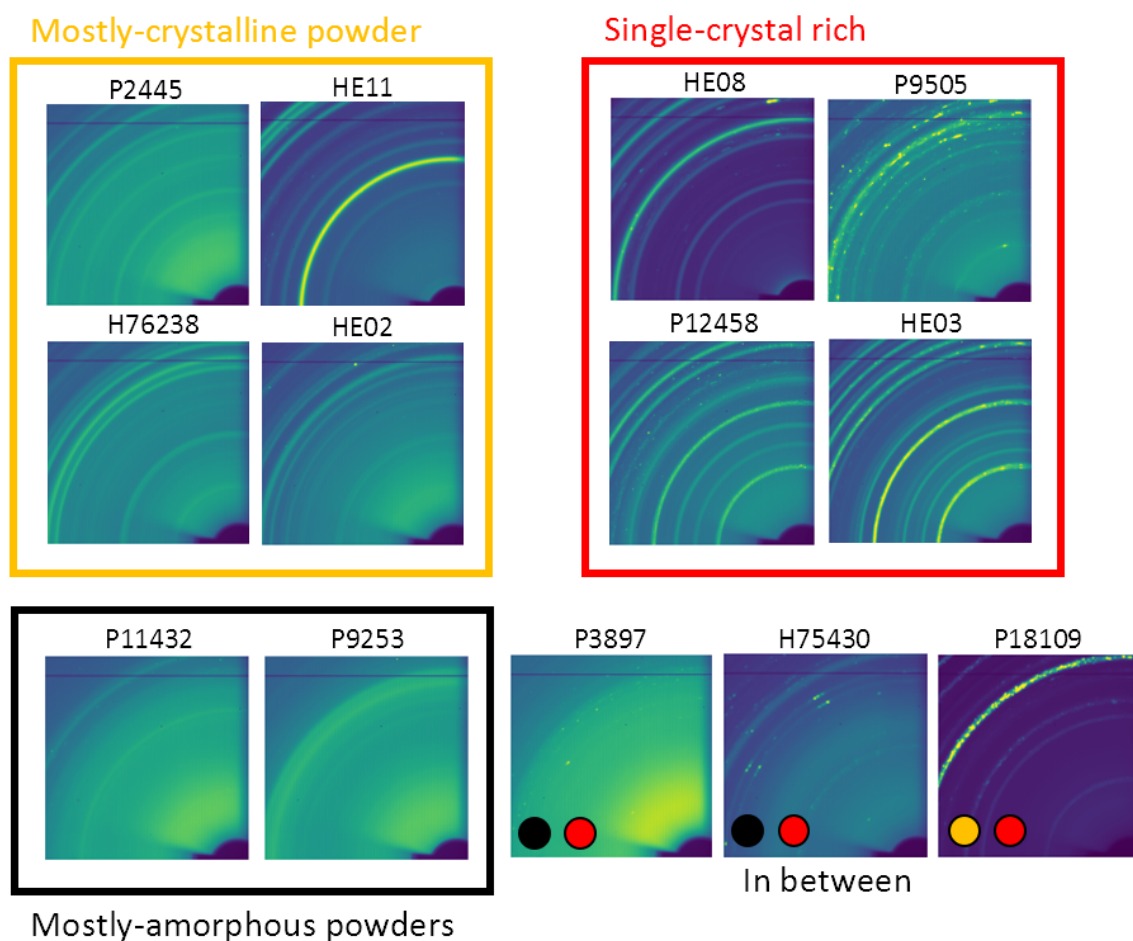 Mostly-crystalline powder
Single-crystal rich
P2445
HE11
HE08
P9505
H76238
HE02
P12458
HE03
P11432
P9253
P3897
H75430
P18109
In between
Mostly-amorphous powders